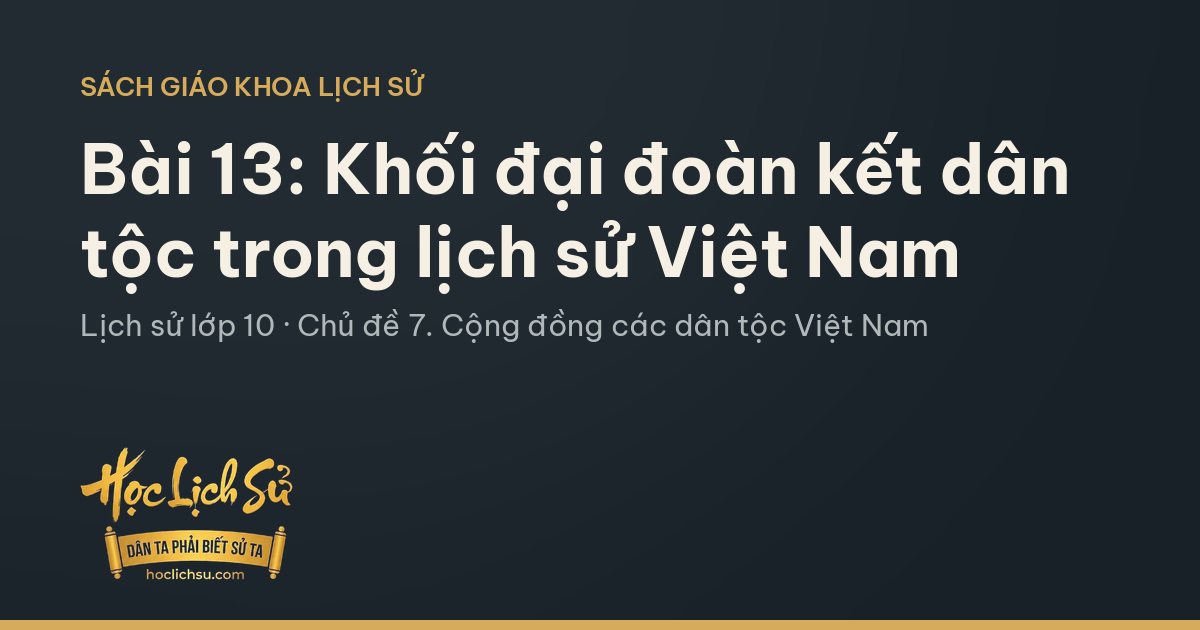 SÁCH GIÁO KHOA LỊCH SỬ
Bài 13: Khối đại đoàn kết dân
tộc trong lịch sử Việt Nam
Lịch sử lớp 10 · Chủ đề 7. Cộng đồng các dân tộc Việt Nam
Học Lịch Sử
DÂN TA PHẢI BIẾT SỬ TA
hoclichsu.com